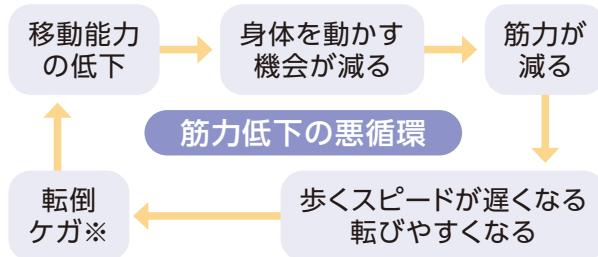 移動能力
の低下
身体を動かす
機会が減る
筋力が
減る
筋力低下の悪循環
転倒
ケガ※
歩くスピードが遅くなる
転びやすくなる